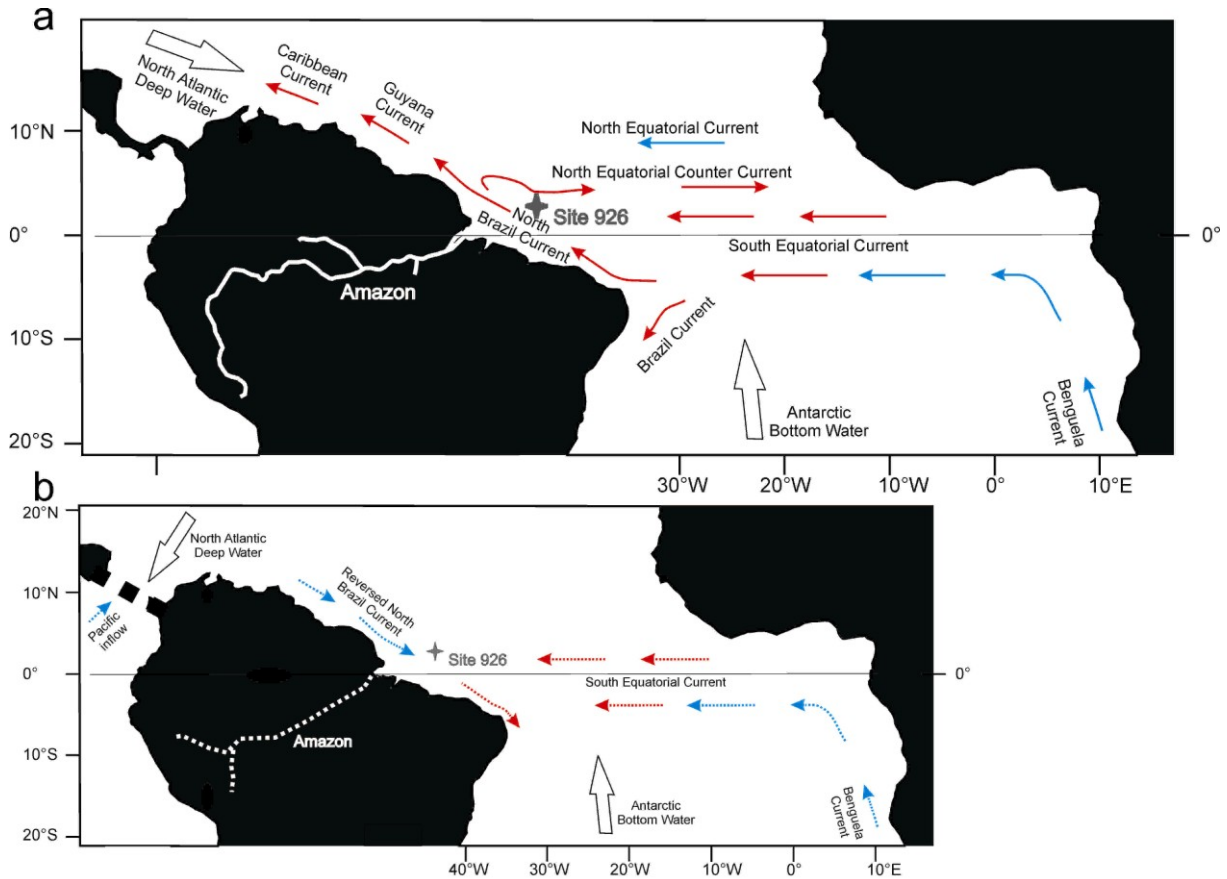 a
North Atlantic
Deep Water
Caribbean
Current
Guyana
Current
10°N
North Equatorial Current
North Equatorial Counter Current
Site 926
North
Brazil Current
0°
0°
South Equatorial Current
Amazon
Brazil Current
10°S
Antarctic
Bottom Water
Benguela
Current
20°S
30°W
20°W
10°W
0°
10°E
b
20°N
North Atlantic
Deep Water
10°N
Pacific
inflow
Reversed North
Brazil Current
Site 926
0°
0°
South Equatorial Current
Amazon
10°S
Antarctic
Bottom Water
Benguela
Current
20°S
40°W
30°W
20°W
10°W
0°
10°E